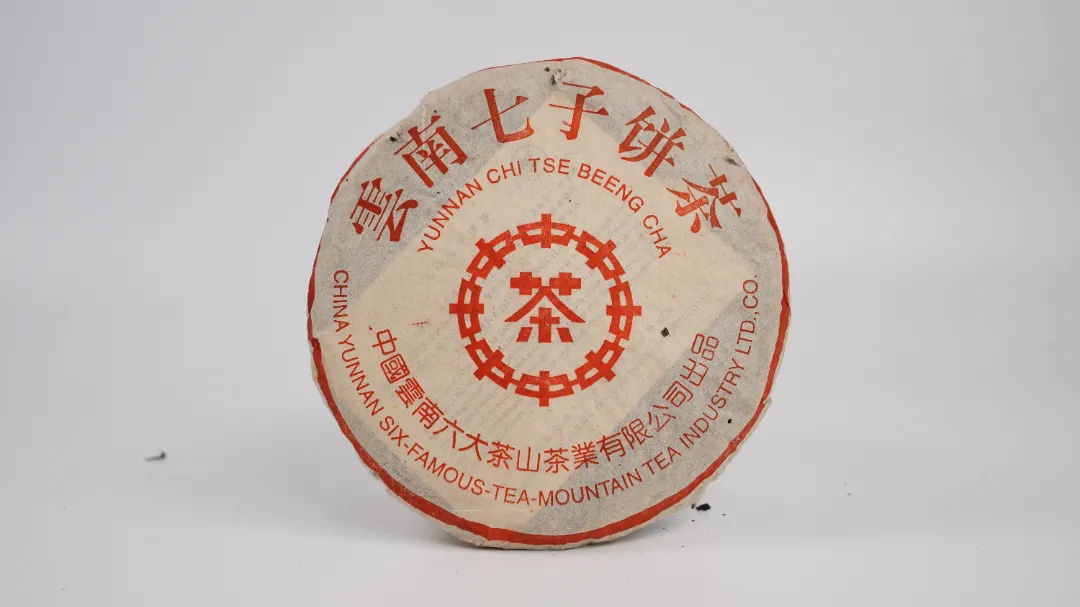 雲南七子餅茶
YUNNAN CHI TSE BEENG CHA
茶
中國雲南六大茶山茶業有限公司出品
CHINA YUNNAN SIX-FAMOUS-TEA-MOUNTAIN TEA INDUSTRY LTD.,CO.